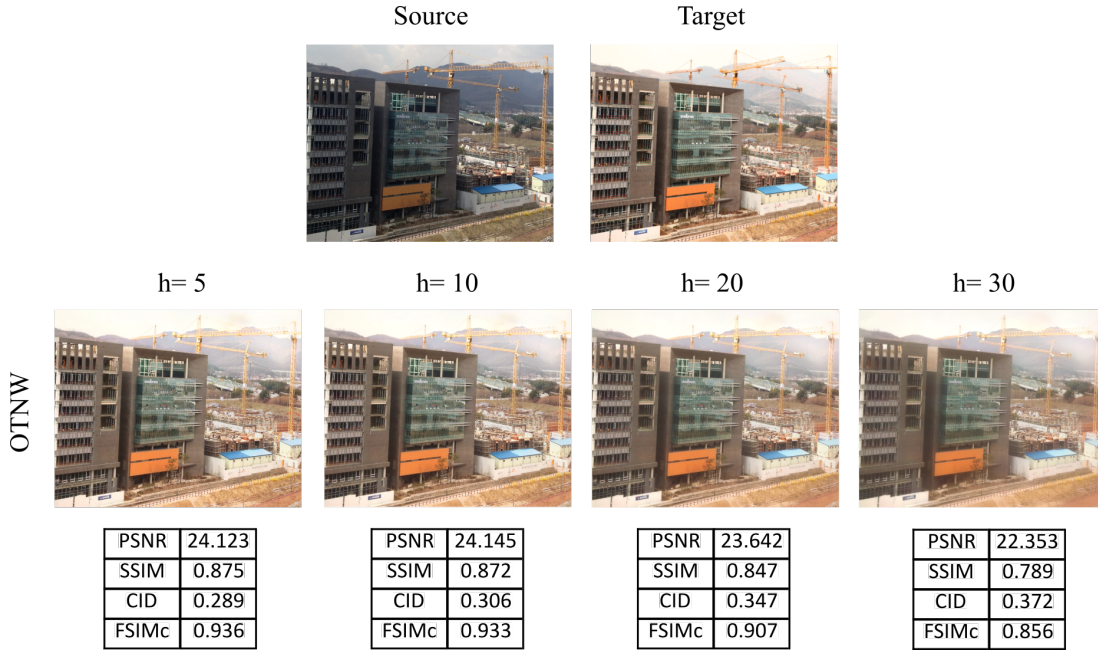 Source Target
h= 5 h= 10 h= 20 h= 30
OTNW
PSNR 24.123 PSNR 24.145 PSNR 23.642 PSNR 22.353
SSIM 0.875 SSIM 0.872 SSIM 0.847 SSIM 0.789
CID 0.289 CID 0.306 CID 0.347 CID 0.372
FSIMc 0.936 FSIMc 0.933 FSIMc 0.907 FSIMc 0.856